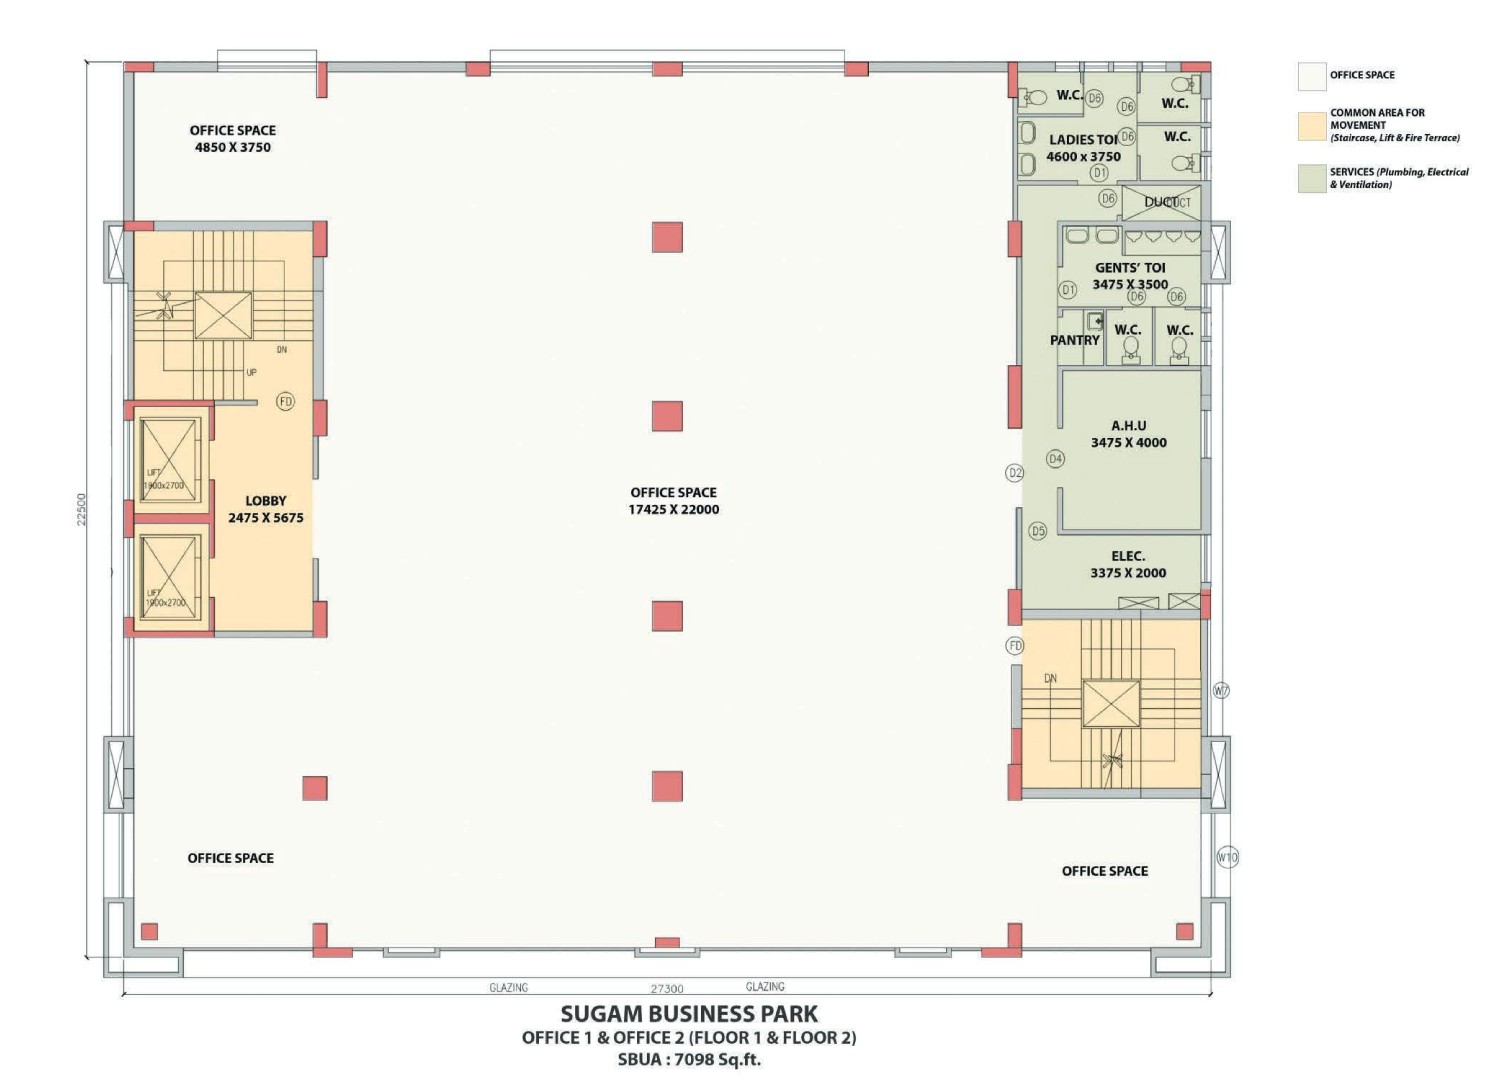 OFFICE SPACE
4850 X 3750
W.C.
D6
D6
W.C.
LADIES TOI
D6
W.C.
4600 x 3750
D1
D6
DUCT
DUCT
GENTS' TOI
3475 X 3500
D1
D6
D6
PANTRY
W.C.
W.C.
DN
UP
FD
LIFT
1900x2700
LOBBY
2475 X 5675
LIFT
1900x2700
OFFICE SPACE
17425 X 22000
A.H.U
3475 X 4000
D4
D2
D5
ELEC.
3375 X 2000
FD
DN
W7
W10
OFFICE SPACE
OFFICE SPACE
22500
GLAZING
27300
GLAZING
SUGAM BUSINESS PARK
OFFICE 1 & OFFICE 2 (FLOOR 1 & FLOOR 2)
SBUA : 7098 Sq.ft.
OFFICE SPACE
COMMON AREA FOR
MOVEMENT
(Staircase, Lift & Fire Terrace)
SERVICES (Plumbing, Electrical
& Ventilation)